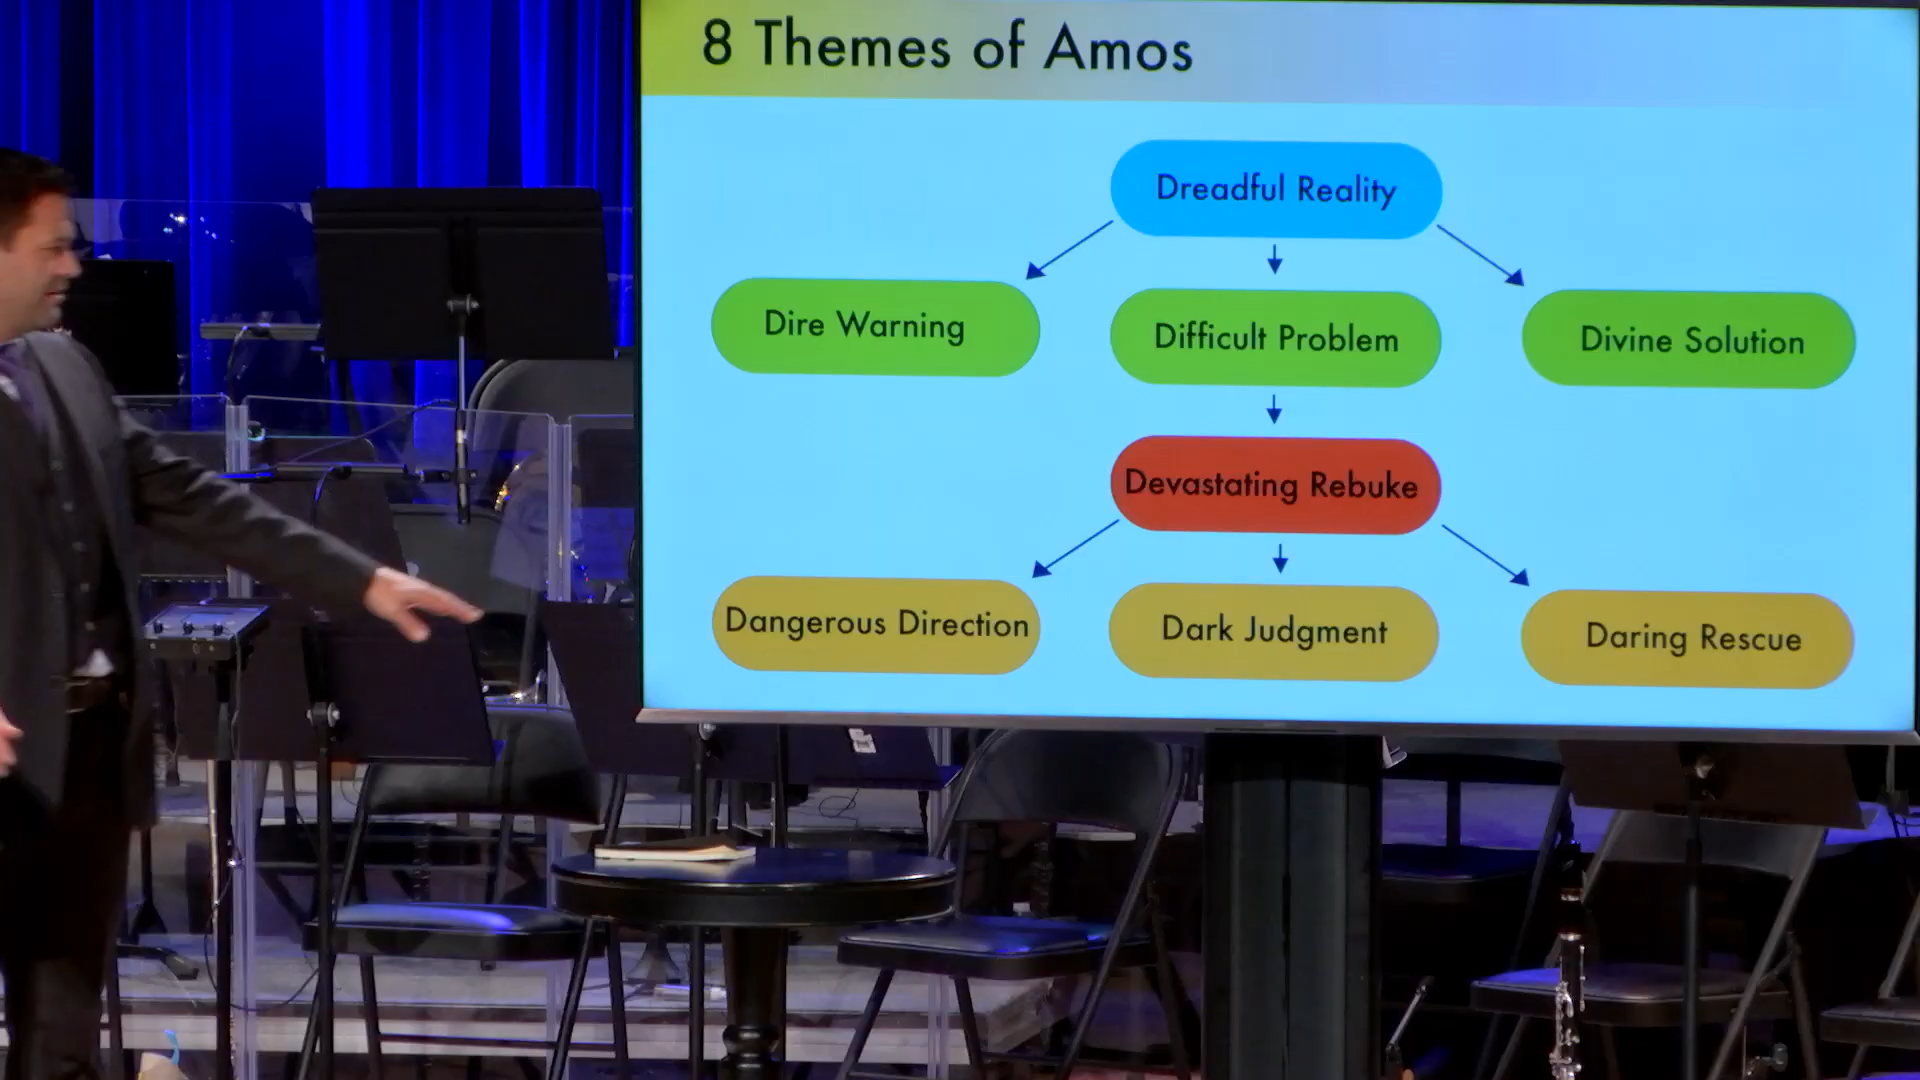 8 Themes of Amos
Dreadful Reality
Dire Warning
Difficult Problem
Divine Solution
Devastating Rebuke
Dangerous Direction
Dark Judgment
Daring Rescue